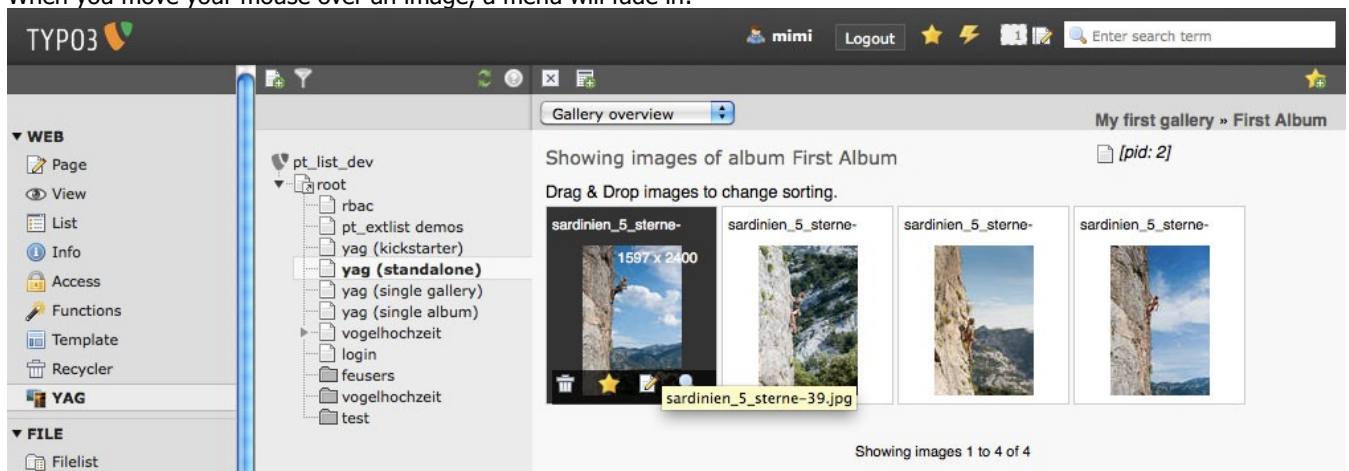 When you move your mouse over an image, a menu will fade in:
TYPO3
mimi Logout 1 Enter search term
Gallery overview
My first gallery » First Album
WEB
Page
View
List
Info
Access
Functions
Template
Recycler
YAG
FILE
Filelist
pt_list_dev
root
rbac
pt_extlist demos
yag (kickstarter)
yag (standalone)
yag (single gallery)
yag (single album)
vogelhochzeit
login
feusers
vogelhochzeit
test
Showing images of album First Album
[pid: 2]
Drag & Drop images to change sorting.
sardinien_5_sterne- sardinien_5_sterne- sardinien_5_sterne- sardinien_5_sterne-
1597 x 2400
sardinien_5_sterne-39.jpg
Showing images 1 to 4 of 4